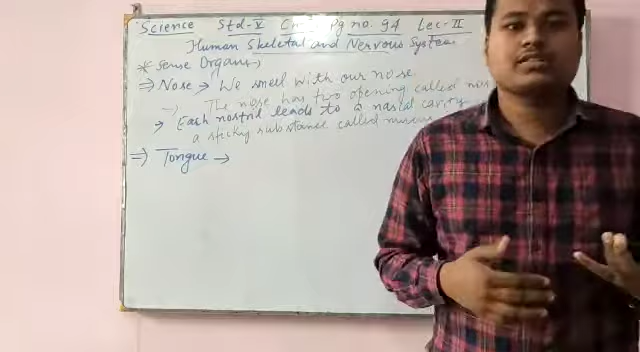 Science Std-V Pg no. 94 Lec-II
Human Skeletal and Nervous System
* Sense Organs →
⇒ Nose → We smell with our nose.
→ The nose has two opening called
→ Each nostril leads to a nasal cavity
a sticky substance called mucus
⇒ Tongue →